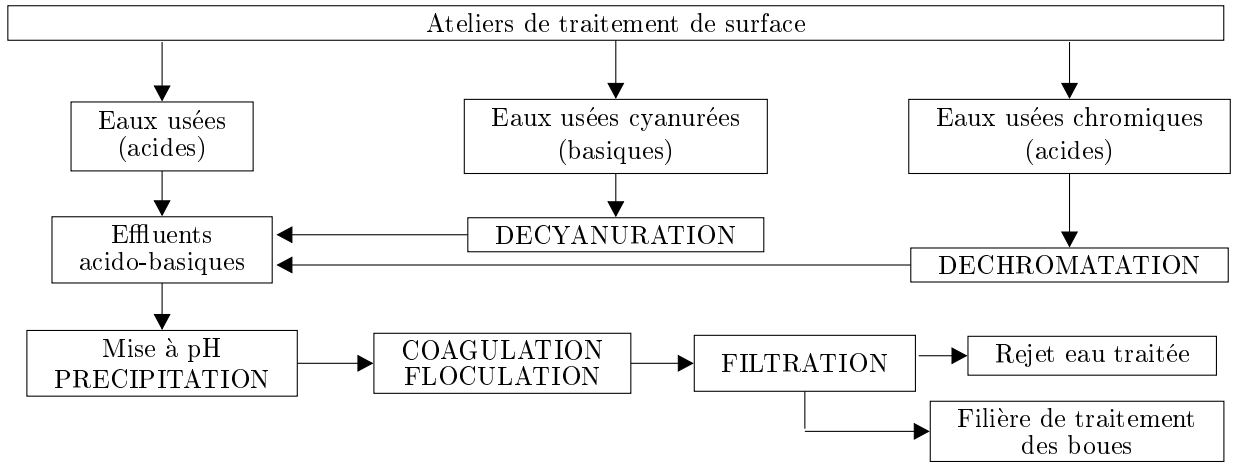 Ateliers de traitement de surface
Eaux usées
(acides)
Eaux usées cyanurées
(basiques)
Eaux usées chromiques
(acides)
Effluents
acido-basiques
DECYANURATION
DECHROMATATION
Mise à pH
PRECIPITATION
COAGULATION
FLOCULATION
FILTRATION
Rejet eau traitée
Filière de traitement
des boues